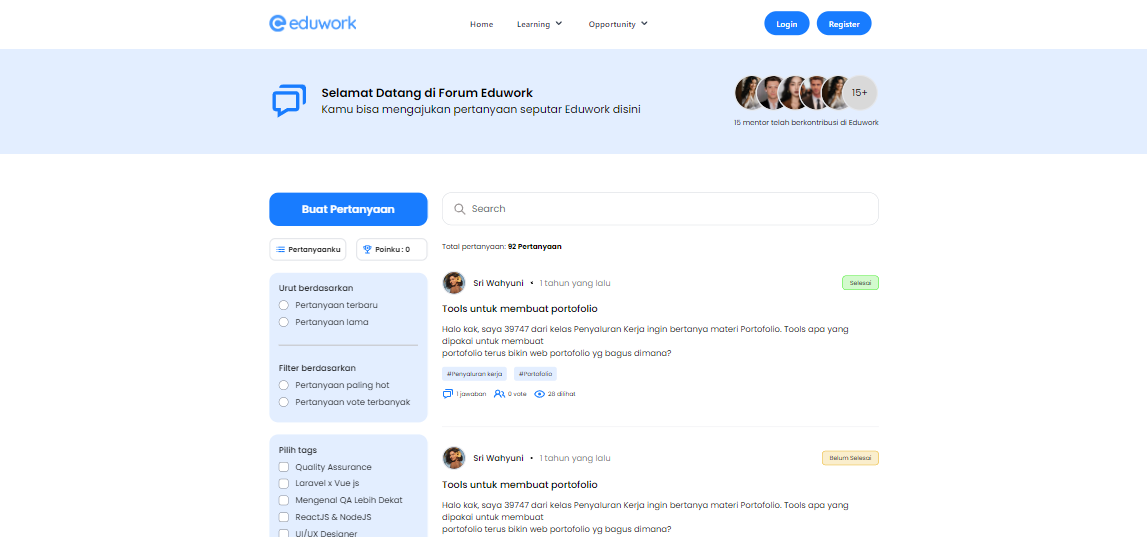 eduwork
Home
Learning
Opportunity
Login
Register
Selamat Datang di Forum Eduwork
Kamu bisa mengajukan pertanyaan seputar Eduwork disini
15+
15 mentor telah berkontribusi di Eduwork
Buat Pertanyaan
Search
Pertanyaanku
Poinku : 0
Total pertanyaan: 92 Pertanyaan
Urut berdasarkan
Pertanyaan terbaru
Pertanyaan lama
Filter berdasarkan
Pertanyaan paling hot
Pertanyaan vote terbanyak
Pilih tags
Quality Assurance
Laravel x Vue js
Mengenal QA Lebih Dekat
ReactJS & NodeJS
UI/UX Designer
Sri Wahyuni • 1 tahun yang lalu
Selesai
Tools untuk membuat portofolio
Halo kak, saya 39747 dari kelas Penyaluran Kerja ingin bertanya materi Portofolio. Tools apa yang
dipakai untuk membuat
portofolio terus bikin web portofolio yg bagus dimana?
#Penyaluran kerja
#Portofolio
1 jawaban
0 vote
28 dilihat
Sri Wahyuni • 1 tahun yang lalu
Belum Selesai
Tools untuk membuat portofolio
Halo kak, saya 39747 dari kelas Penyaluran Kerja ingin bertanya materi Portofolio. Tools apa yang
dipakai untuk membuat
portofolio terus bikin web portofolio yg bagus dimana?